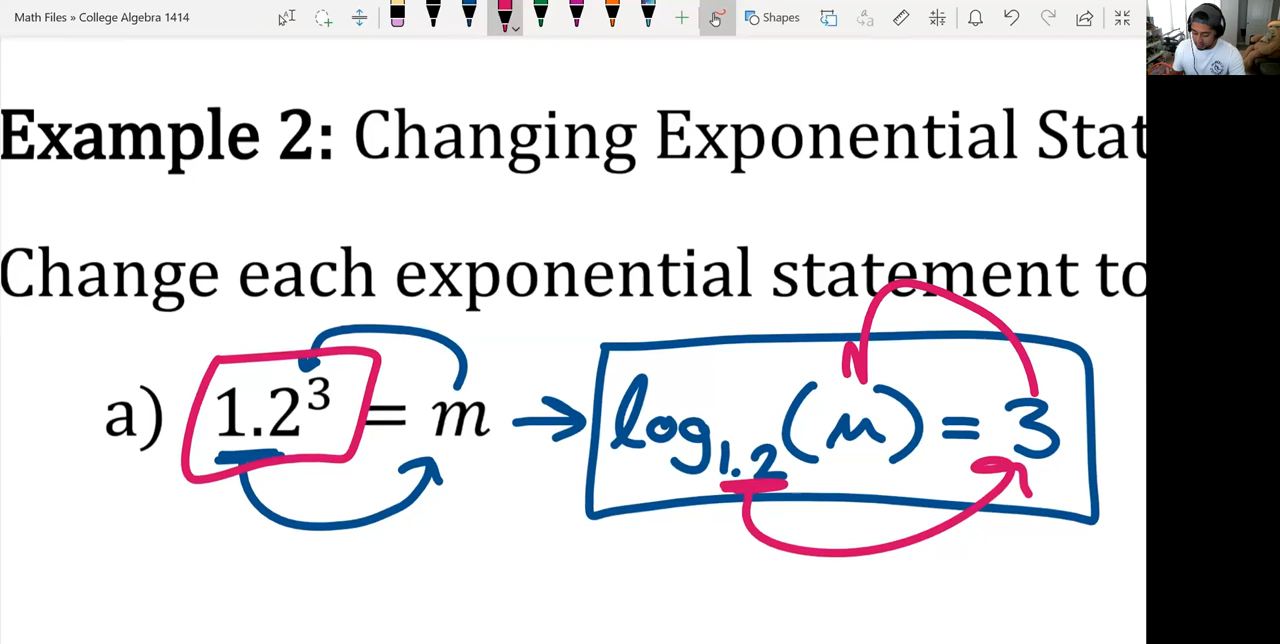 Math Files » College Algebra 1414
Shapes
Example 2: Changing Exponential Stat
Change each exponential statement to
a) 1.2³ = m → log₁.₂(m) = 3